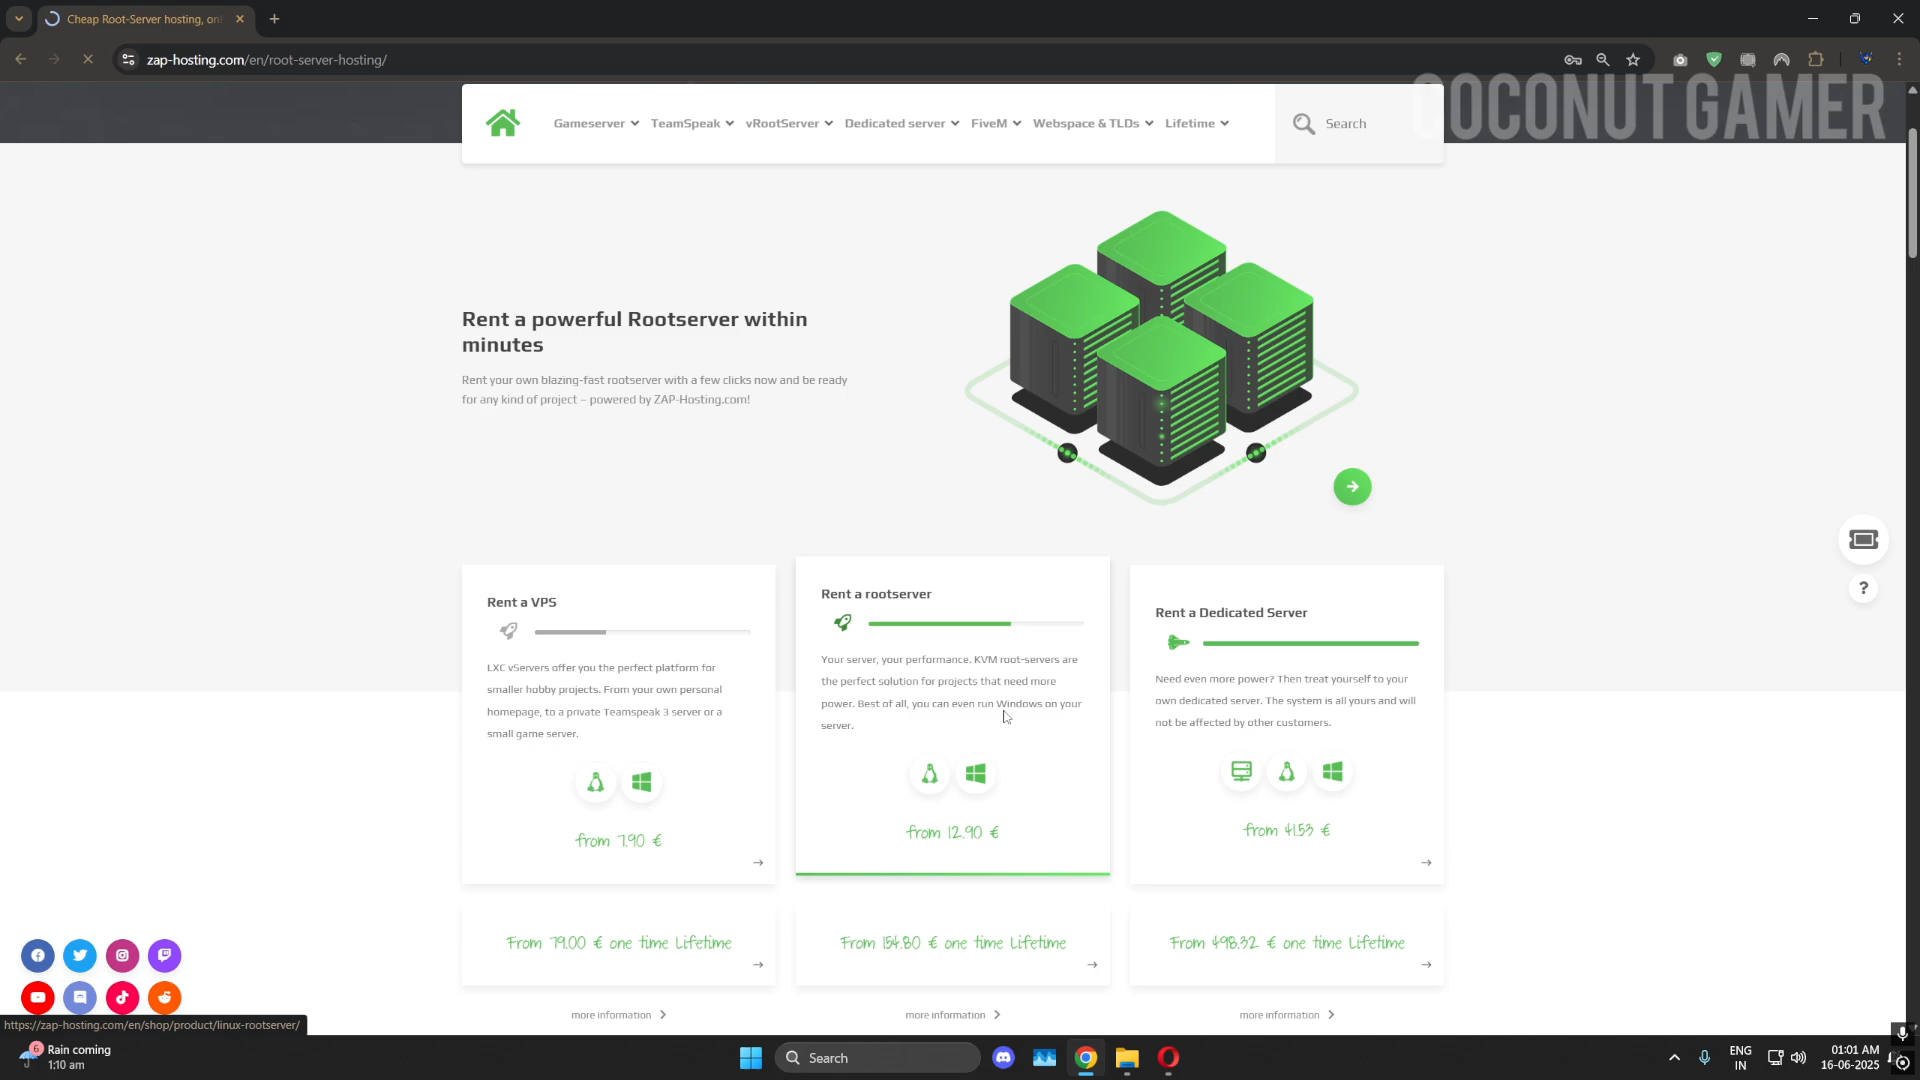 Cheap Root-Server hosting, onl
zap-hosting.com/en/root-server-hosting/
COCONUT GAMER
Gameserver
TeamSpeak
vRootServer
Dedicated server
FiveM
Webspace & TLDs
Lifetime
Search
Rent a powerful Rootserver within
minutes
Rent your own blazing-fast rootserver with a few clicks now and be ready
for any kind of project – powered by ZAP-Hosting.com!
?
Rent a VPS
LXC vServers offer you the perfect platform for
smaller hobby projects. From your own personal
homepage, to a private Teamspeak 3 server or a
small game server.
from 7.90 €
From 79.00 € one time Lifetime
more information
Rent a rootserver
Your server, your performance. KVM root-servers are
the perfect solution for projects that need more
power. Best of all, you can even run Windows on your
server.
from 12.90 €
From 154.80 € one time Lifetime
more information
Rent a Dedicated Server
Need even more power? Then treat yourself to your
own dedicated server. The system is all yours and will
not be affected by other customers.
from 41.53 €
From 498.32 € one time Lifetime
more information
https://zap-hosting.com/en/shop/product/linux-rootserver/
6
Rain coming
1:10 am
Search
ENG
IN
01:01 AM
16-06-2025